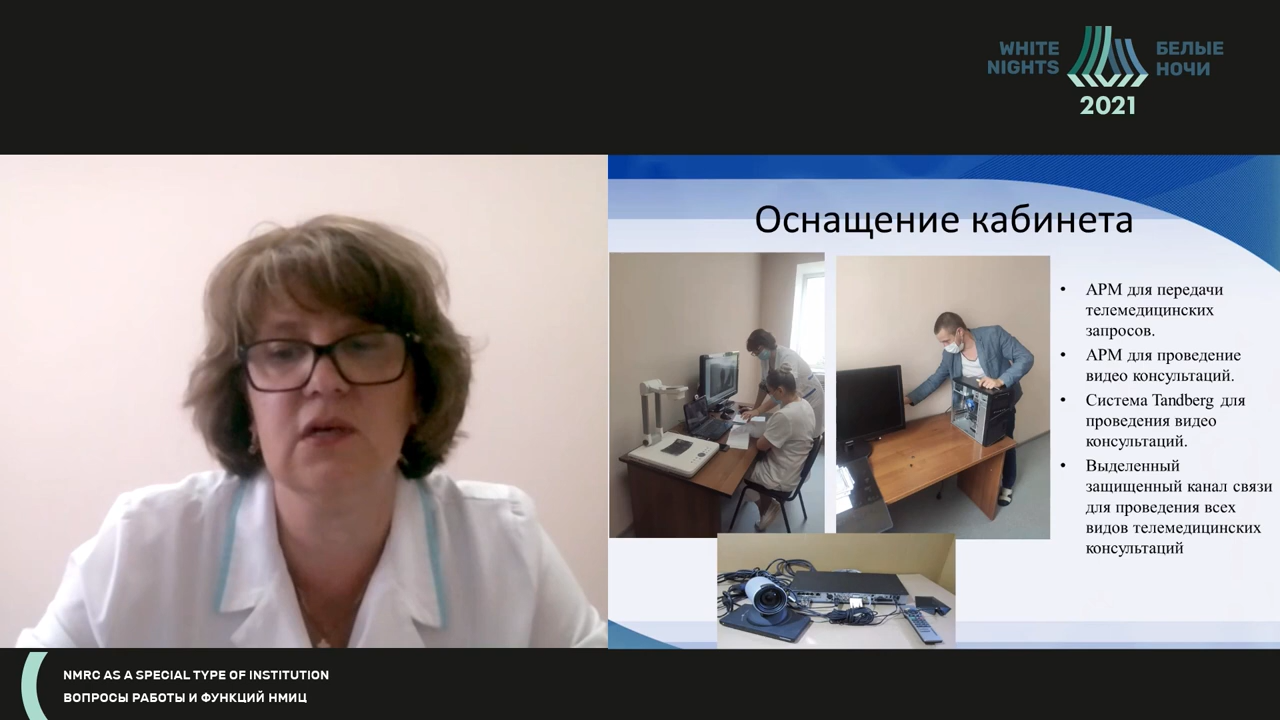 WHITE
NIGHTS
БЕЛЫЕ
НОЧИ
2021
Оснащение кабинета
• АРМ для передачи
телемедицинских
запросов.
• АРМ для проведение
видео консультаций.
• Система Tandberg для
проведения видео
консультаций.
• Выделенный
защищенный канал связи
для проведения всех
видов телемедицинских
консультаций
NMRC AS A SPECIAL TYPE OF INSTITUTION
ВОПРОСЫ РАБОТЫ И ФУНКЦИЙ НМИЦ